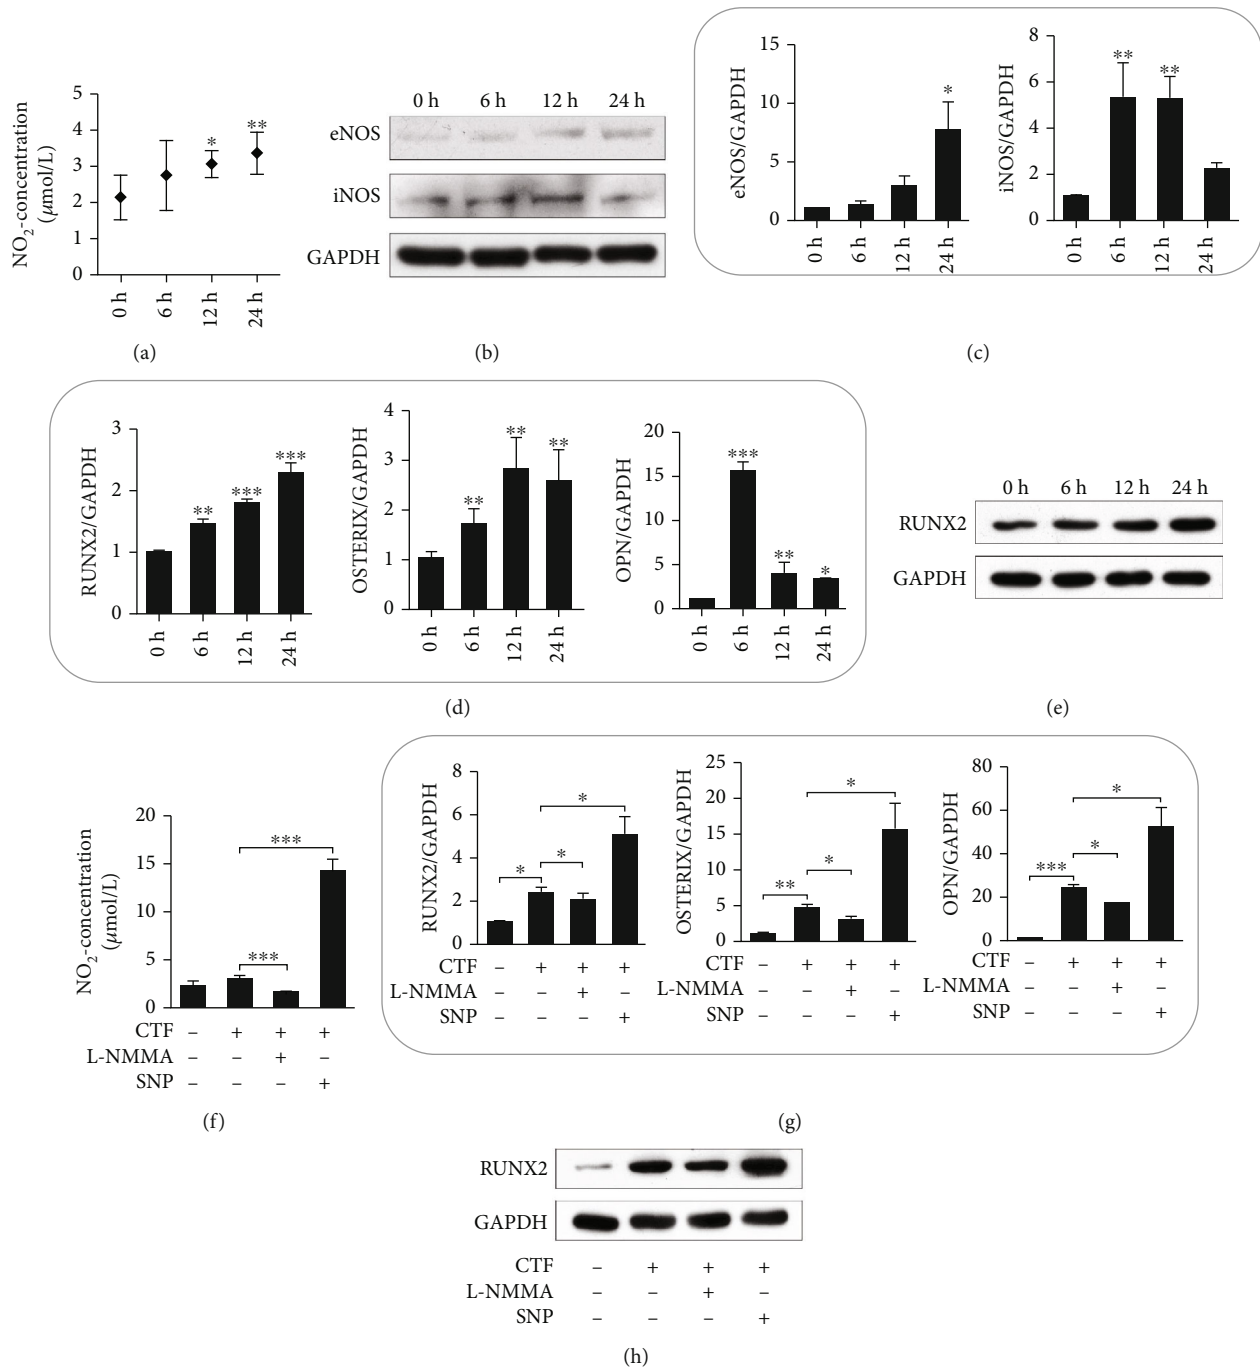 NO2-concentration
(μmol/L)
5
4
3
2
1
0
*
**
0 h
6 h
12 h
24 h
(a)
0 h 6 h 12 h 24 h
eNOS
iNOS
GAPDH
(b)
eNOS/GAPDH
15
10
5
0
*
0 h
6 h
12 h
24 h
iNOS/GAPDH
8
6
4
2
0
**
**
0 h
6 h
12 h
24 h
(c)
RUNX2/GAPDH
3
2
1
0
**
***
***
0 h
6 h
12 h
24 h
OSTERIX/GAPDH
4
3
2
1
0
**
**
**
0 h
6 h
12 h
24 h
OPN/GAPDH
20
15
10
5
0
***
**
*
0 h
6 h
12 h
24 h
(d)
0 h 6 h 12 h 24 h
RUNX2
GAPDH
(e)
NO2-concentration
(μmol/L)
20
15
10
5
0
***
***
CTF – + + +
L-NMMA – – + –
SNP – – – +
(f)
RUNX2/GAPDH
8
6
4
2
0
*
*
*
CTF – + + +
L-NMMA – – + –
SNP – – – +
OSTERIX/GAPDH
25
20
15
10
5
0
*
*
**
CTF – + + +
L-NMMA – – + –
SNP – – – +
OPN/GAPDH
80
60
40
20
0
*
*
***
CTF – + + +
L-NMMA – – + –
SNP – – – +
(g)
RUNX2
GAPDH
CTF – + + +
L-NMMA – – + –
SNP – – – +
(h)